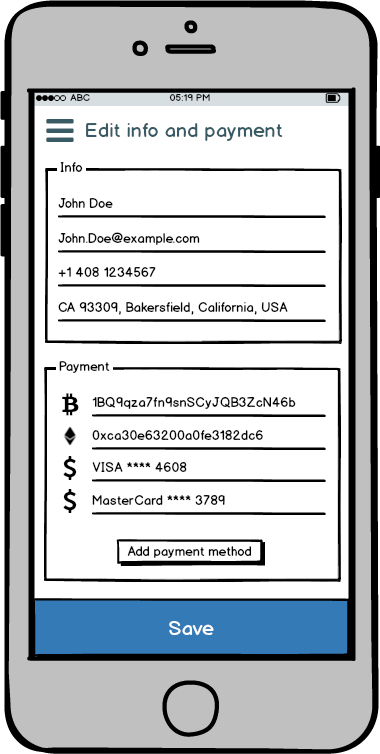 ABC 05:19 PM
Edit info and payment
Info
John Doe
John.Doe@example.com
+1 408 1234567
CA 93309, Bakersfield, California, USA
Payment
1BQ9qza7fn9snSCyJQB3ZcN46b
0xca30e63200a0fe3182dc6
VISA **** 4608
MasterCard **** 3789
Add payment method
Save